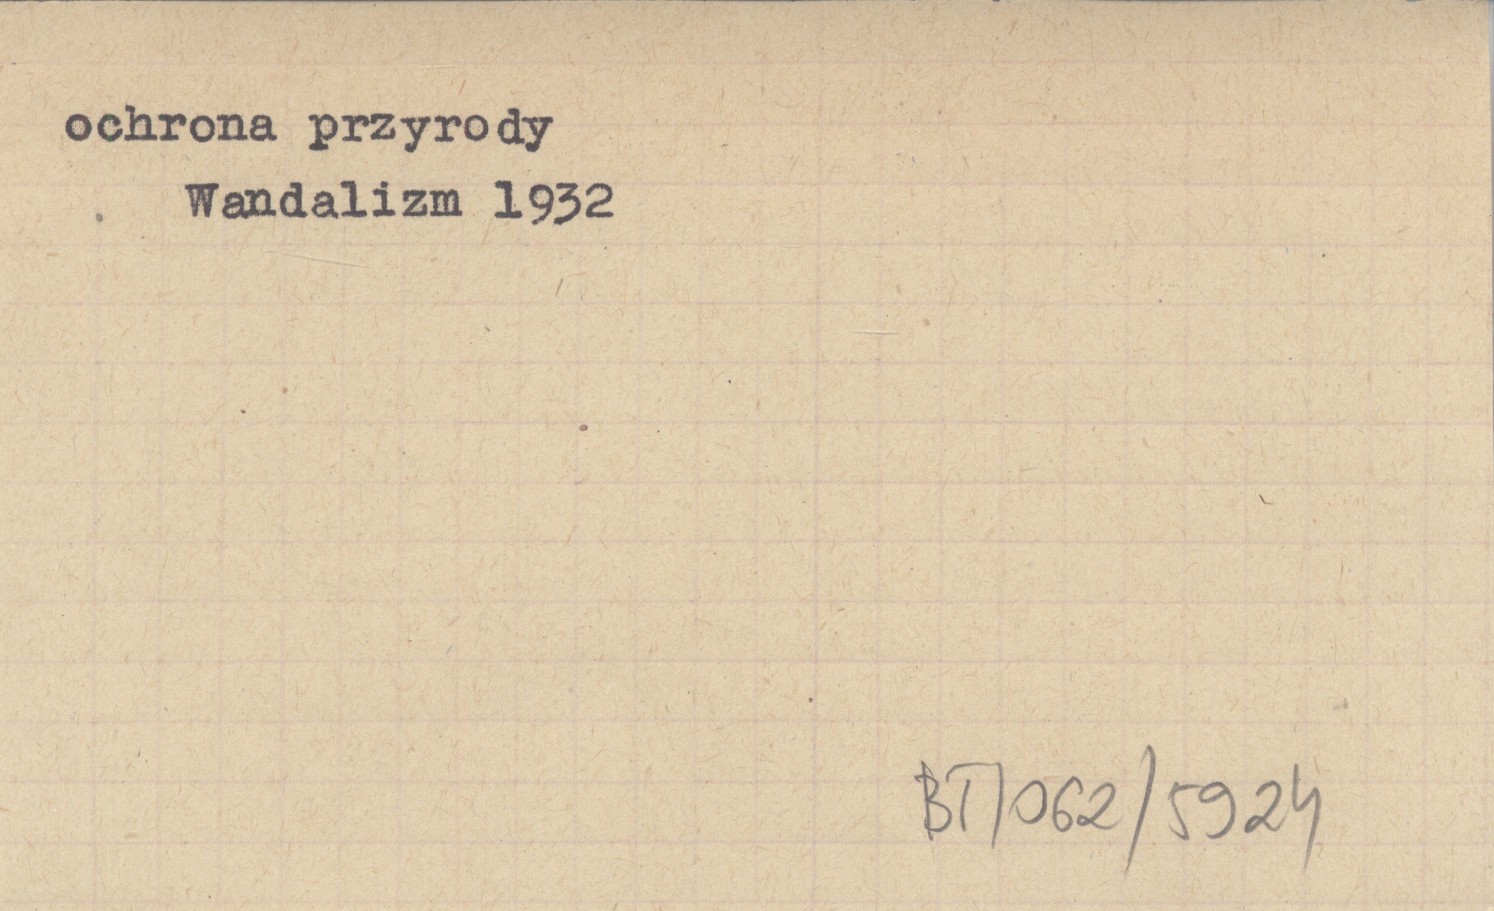 ochrona przyrody
Wandalizm 1932
BT/062/5924